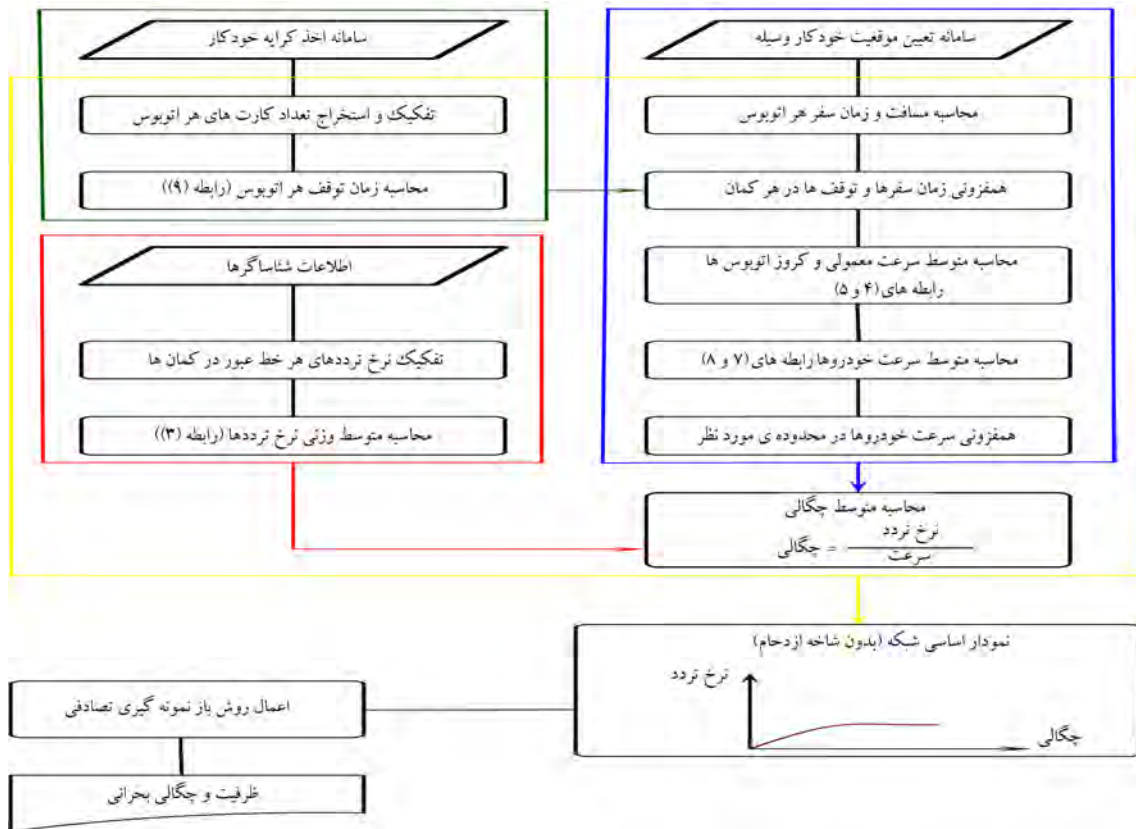 سامانه تعیین موقعیت خودکار وسیله
محاسبه مسافت و زمان سفر هر اتوبوس
همفزونی زمان سفرها و توقف ها در هر کمان
محاسبه متوسط سرعت معمولی و کروز اتوبوس ها
رابطه های(۴ و ۵)
محاسبه متوسط سرعت خودروها رابطه های(۷ و ۸)
همفزونی سرعت خودروها در محدوده ی مورد نظر
سامانه اخذ کرایه خودکار
تفکیک و استخراج تعداد کارت های هر اتوبوس
محاسبه زمان توقف هر اتوبوس (رابطه (۹))
اطلاعات شئاساگرها
تفکیک نرخ ترددهای هر خط عبور در کمان ها
محاسبه متوسط وزنی نرخ ترددها (رابطه (۳))
محاسبه متوسط چگالی
نرخ تردد
چگالی =
سرعت
نمودار اساسی شبکه (بدون شاخه ازدحام)
نرخ تردد
چگالی
اعمال روش باز نمونه گیری تصادفی
ظرفیت و چگالی بحرانی